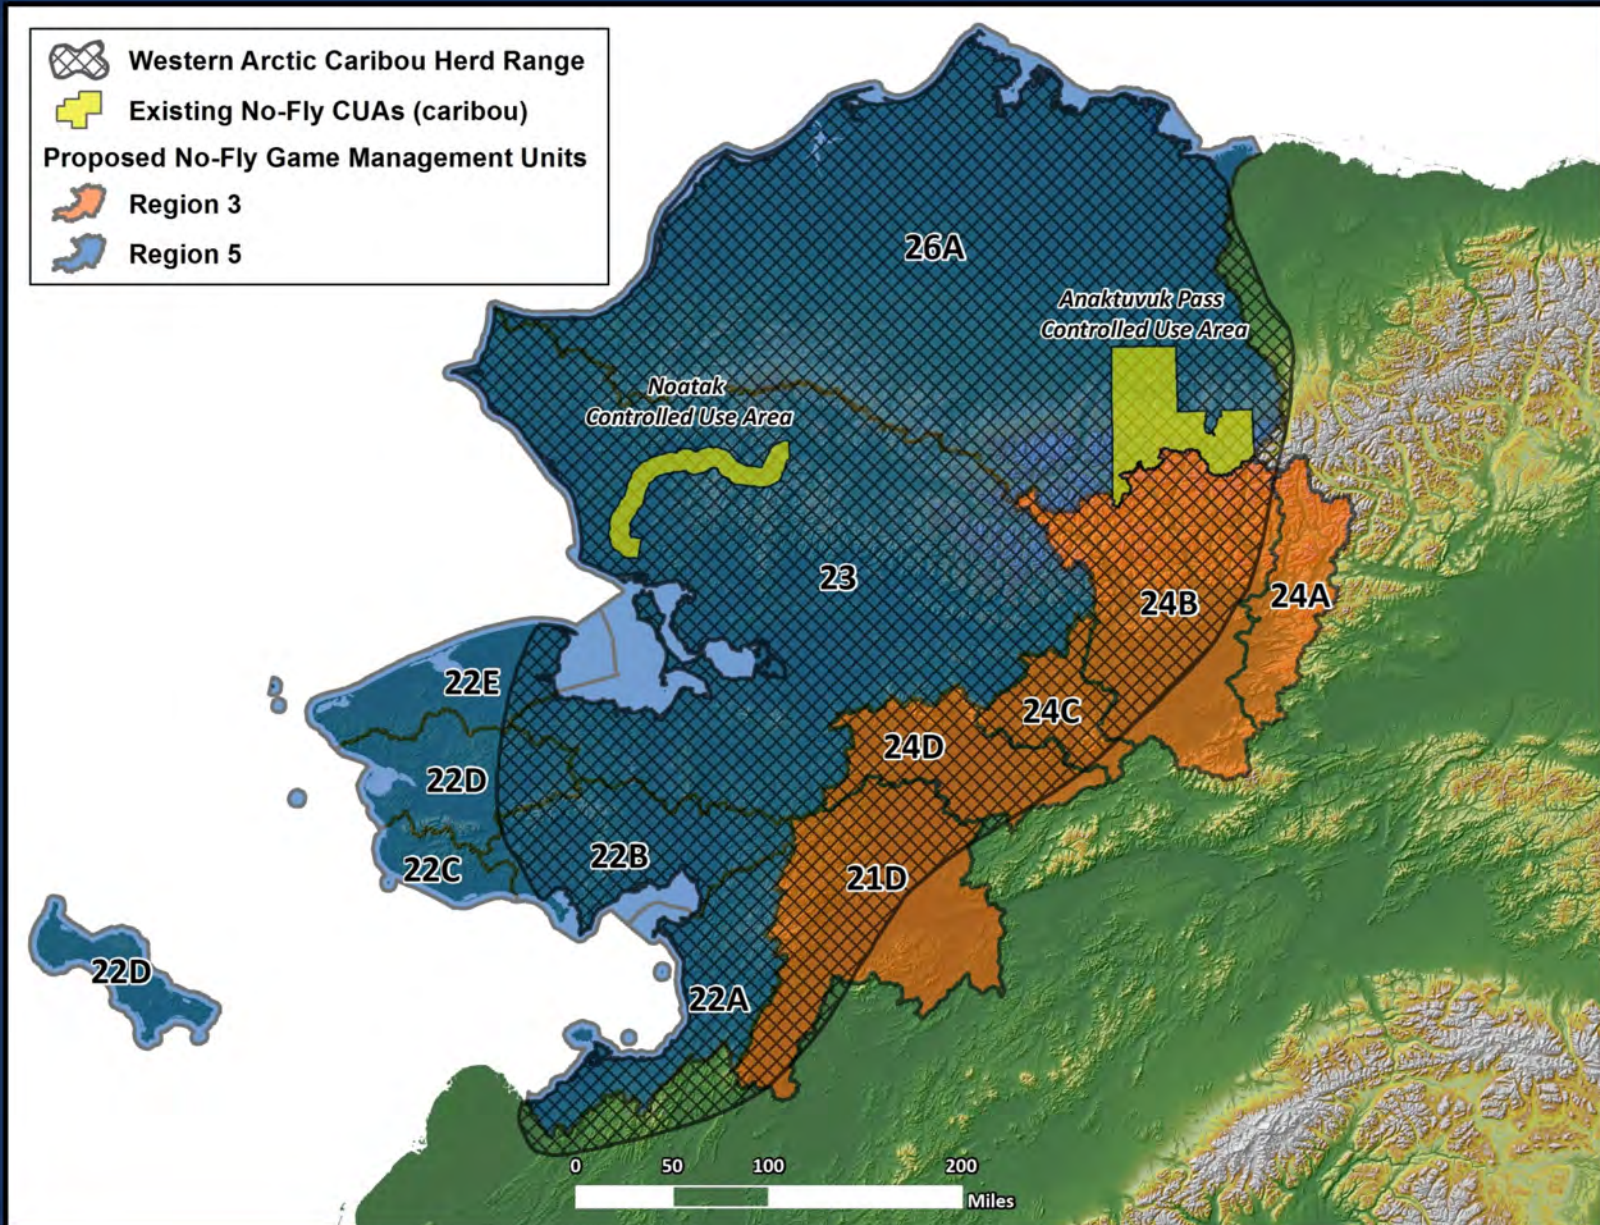 Western Arctic Caribou Herd Range
Existing No-Fly CUAs (caribou)
Proposed No-Fly Game Management Units
Region 3
Region 5
26A
Anaktuvuk Pass
Controlled Use Area
Noatak
Controlled Use Area
23
24B
24A
22E
24C
24D
22D
22B
22C
21D
22D
22A
0 50 100 200
Miles